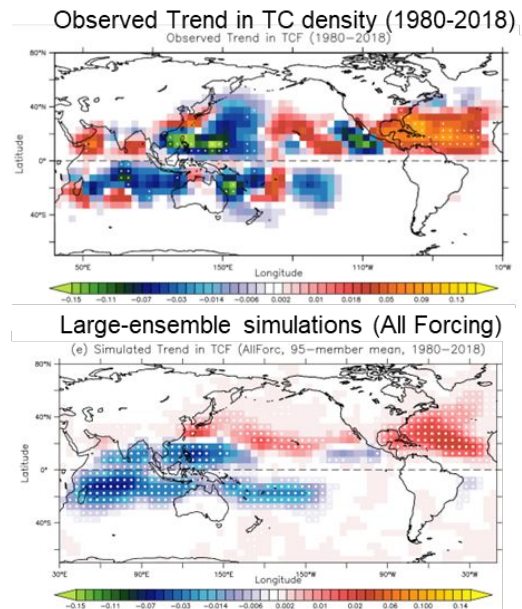 Observed Trend in TC density (1980-2018)
Observed Trend in TCF (1980−2018)
80°N
40°N
0°
40°S
Latitude
50°E
150°E
110°W
10°W
Longitude
−0.15 −0.11 −0.07 −0.03 −0.014 −0.006 0.002 0.01 0.018 0.05 0.09 0.13
Large-ensemble simulations (All Forcing)
(e) Simulated Trend in TCF (AllForc, 95-member mean, 1980−2018)
80°N
40°N
0°
40°S
Latitude
30°E
90°E
150°E
150°W
90°W
30°W
Longitude
−0.15 −0.11 −0.07 −0.03 −0.014 −0.006 0.002 0.01 0.02 0.06 0.100 0.14